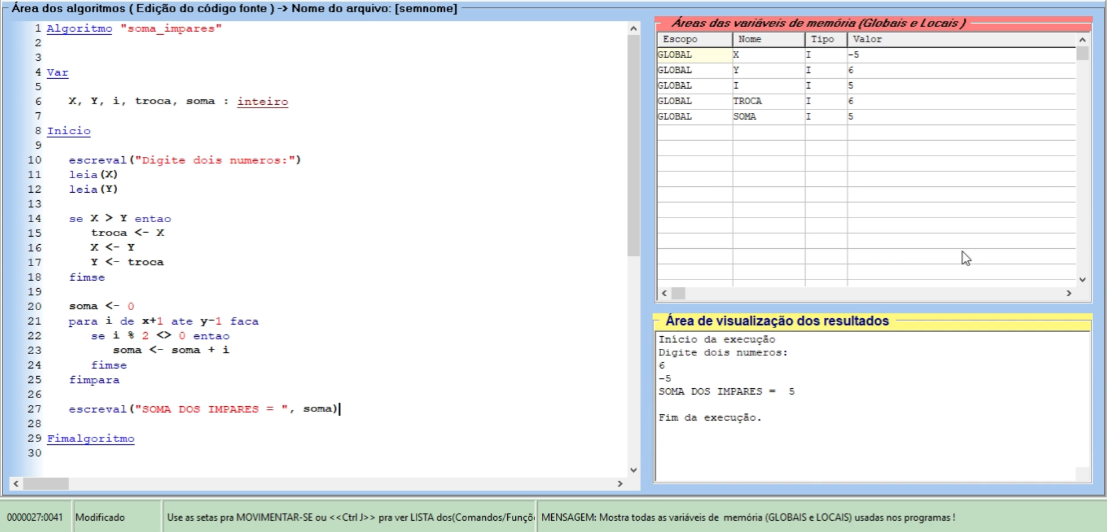 Área dos algoritmos ( Edição do código fonte ) -> Nome do arquivo: [semnome]
1 Algoritmo "soma_impares"
2
3
4 Var
5
6 X, Y, i, troca, soma : inteiro
7
8 Inicio
9
10 escreval("Digite dois numeros:")
11 leia(X)
12 leia(Y)
13
14 se X > Y entao
15 troca <- X
16 X <- Y
17 Y <- troca
18 fimse
19
20 soma <- 0
21 para i de x+1 ate y-1 faca
22 se i % 2 <> 0 entao
23 soma <- soma + i
24 fimse
25 fimpara
26
27 escreval("SOMA DOS IMPARES = ", soma)
28
29 Fimalgoritmo
30
Áreas das variáveis de memória (Globais e Locais )
Escopo Nome Tipo Valor
GLOBAL X I -5
GLOBAL Y I 6
GLOBAL I I 5
GLOBAL TROCA I 6
GLOBAL SOMA I 5
Área de visualização dos resultados
Início da execução
Digite dois numeros:
6
-5
SOMA DOS IMPARES = 5
Fim da execução.
0000027:0041 Modificado Use as setas pra MOVIMENTAR-SE ou <<Ctrl J>> pra ver LISTA dos(Comandos/Funçõ MENSAGEM: Mostra todas as variáveis de memória (GLOBAIS e LOCAIS) usadas nos programas !